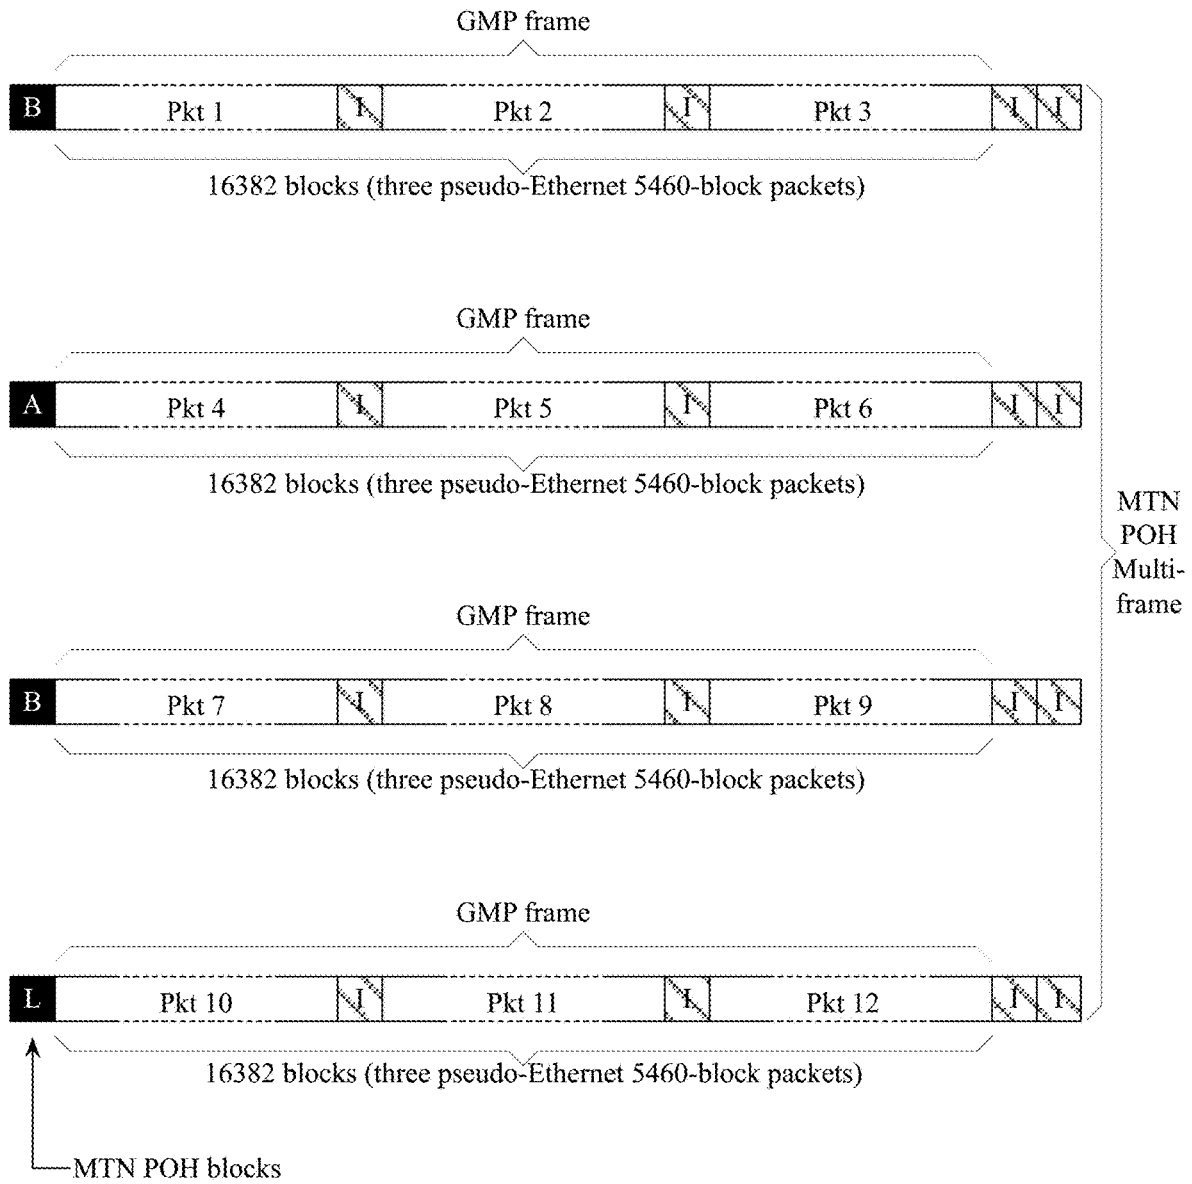 GMP frame
B Pkt 1 I Pkt 2 I Pkt 3 I I
16382 blocks (three pseudo-Ethernet 5460-block packets)
GMP frame
A Pkt 4 I Pkt 5 I Pkt 6 I I
16382 blocks (three pseudo-Ethernet 5460-block packets)
MTN
POH
Multi-
frame
GMP frame
B Pkt 7 I Pkt 8 I Pkt 9 I I
16382 blocks (three pseudo-Ethernet 5460-block packets)
GMP frame
L Pkt 10 I Pkt 11 I Pkt 12 I I
16382 blocks (three pseudo-Ethernet 5460-block packets)
MTN POH blocks